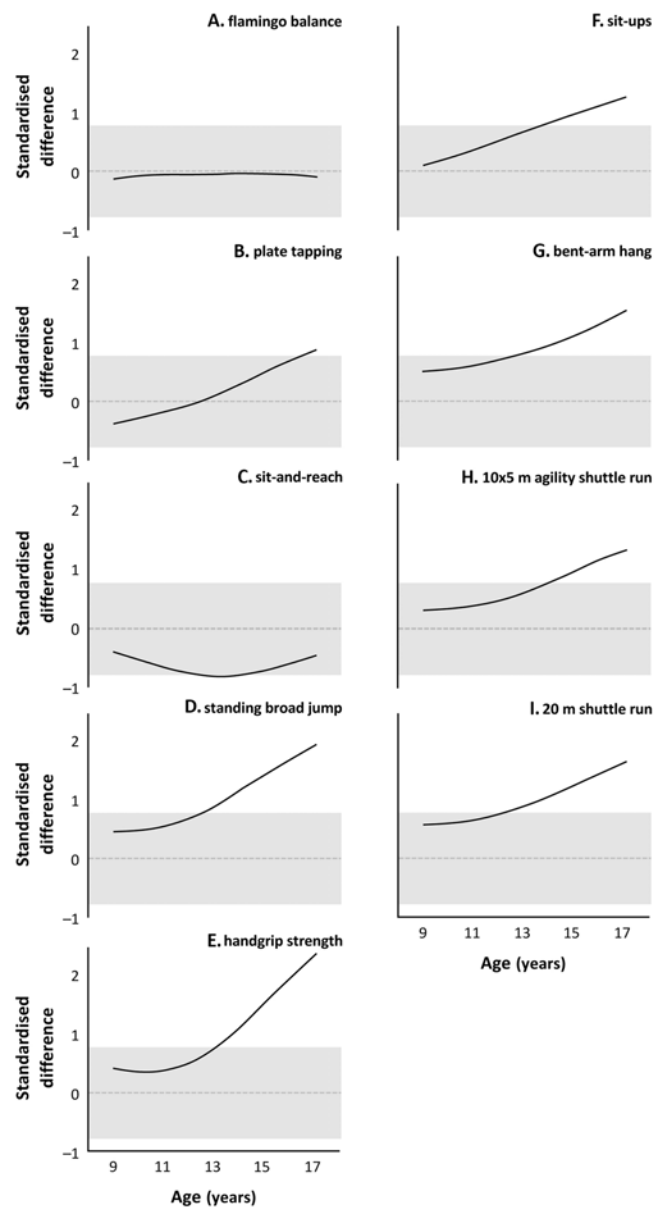 A. flamingo balance
Standardised
difference
2
1
0
–1
B. plate tapping
Standardised
difference
2
1
0
–1
C. sit-and-reach
Standardised
difference
2
1
0
–1
D. standing broad jump
Standardised
difference
2
1
0
–1
E. handgrip strength
Standardised
difference
2
1
0
–1
9 11 13 15 17
Age (years)
F. sit-ups
G. bent-arm hang
H. 10x5 m agility shuttle run
I. 20 m shuttle run
9 11 13 15 17
Age (years)